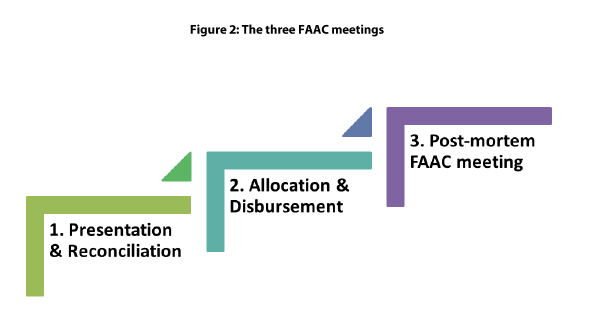 Figure 2: The three FAAC meetings
1. Presentation
& Reconciliation
2. Allocation &
Disbursement
3. Post-mortem
FAAC meeting